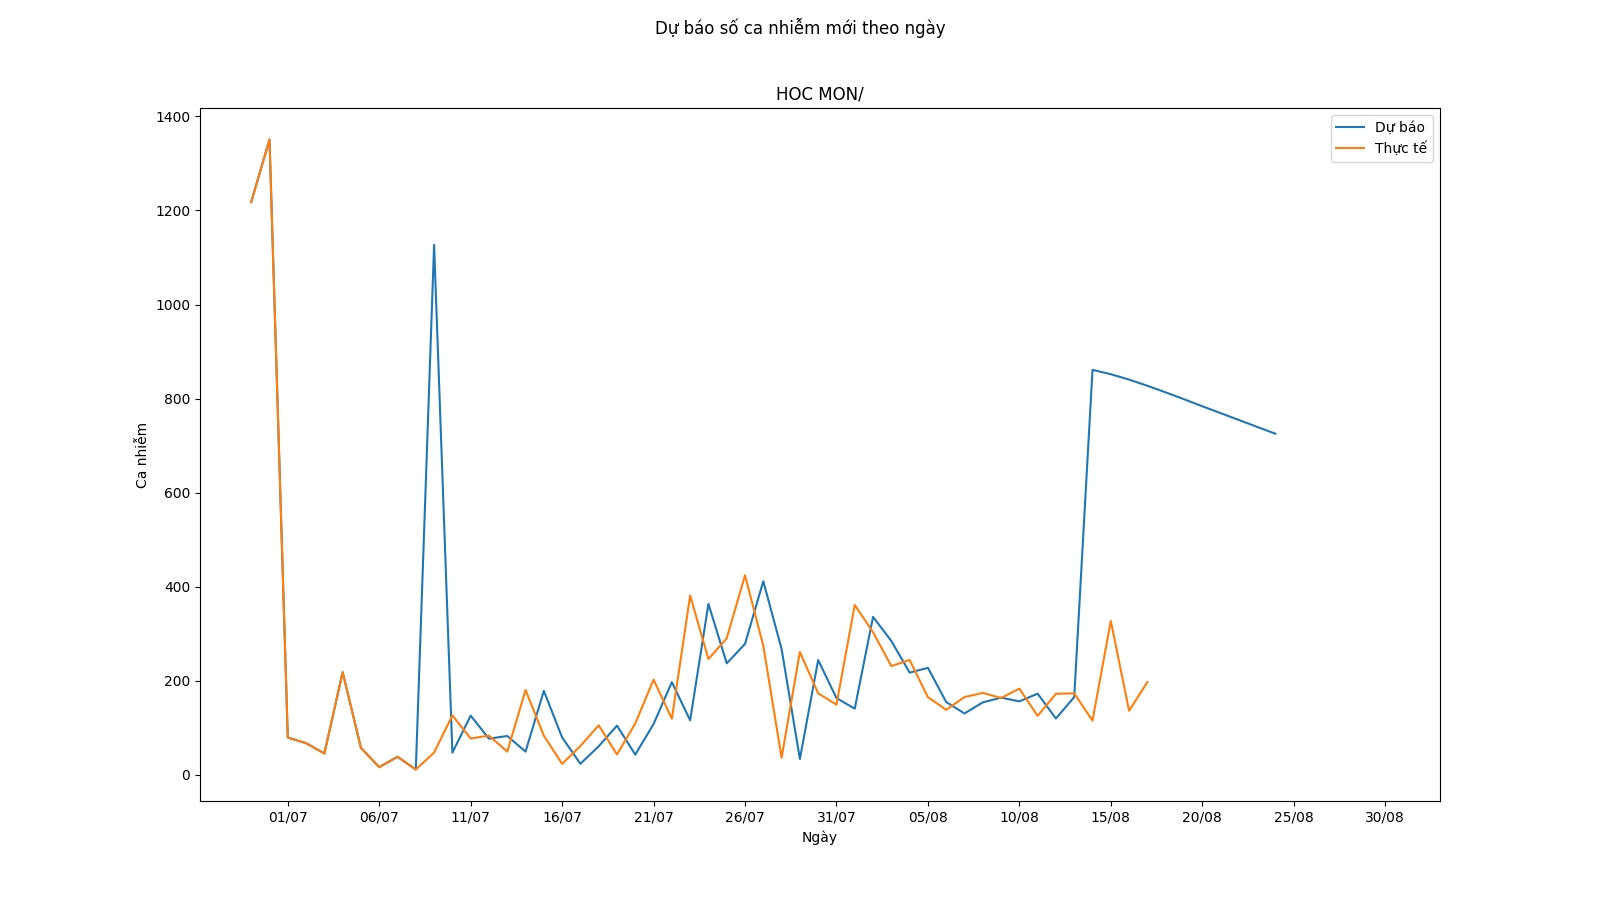 Dự báo số ca nhiễm mới theo ngày
HOC MON/
Dự báo
Thực tế
1400
1200
1000
800
600
400
200
0
Ca nhiễm
01/07 06/07 11/07 16/07 21/07 26/07 31/07 05/08 10/08 15/08 20/08 25/08 30/08
Ngày